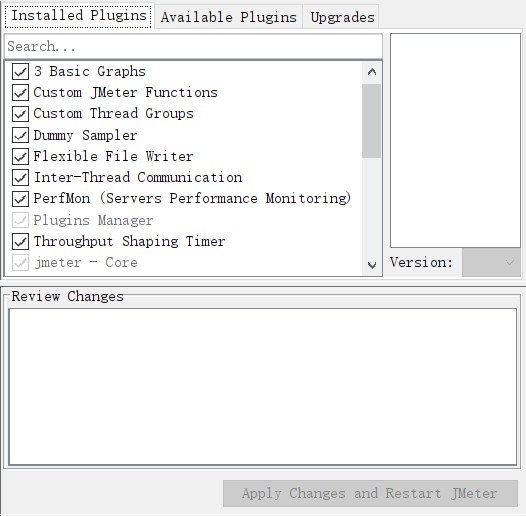 Installed Plugins Available Plugins Upgrades
Search...
3 Basic Graphs
Custom JMeter Functions
Custom Thread Groups
Dummy Sampler
Flexible File Writer
Inter-Thread Communication
PerfMon (Servers Performance Monitoring)
Plugins Manager
Throughput Shaping Timer
jmeter - Core
Version:
Review Changes
Apply Changes and Restart JMeter